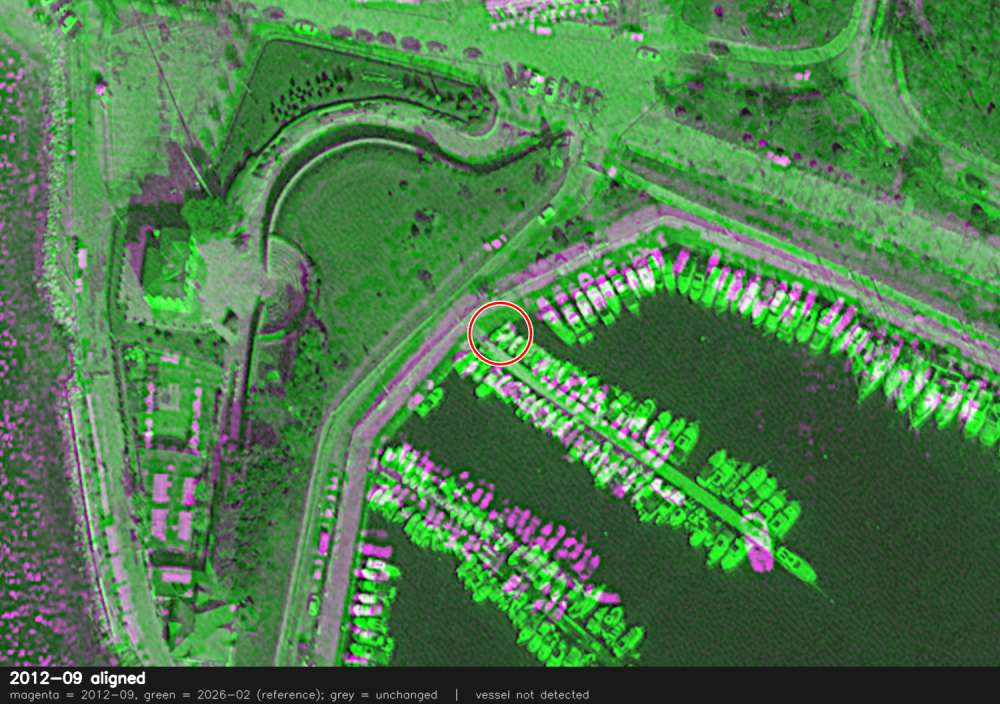 2012-09 aligned
magenta = 2012-09, green = 2026-02 (reference); grey = unchanged | vessel not detected